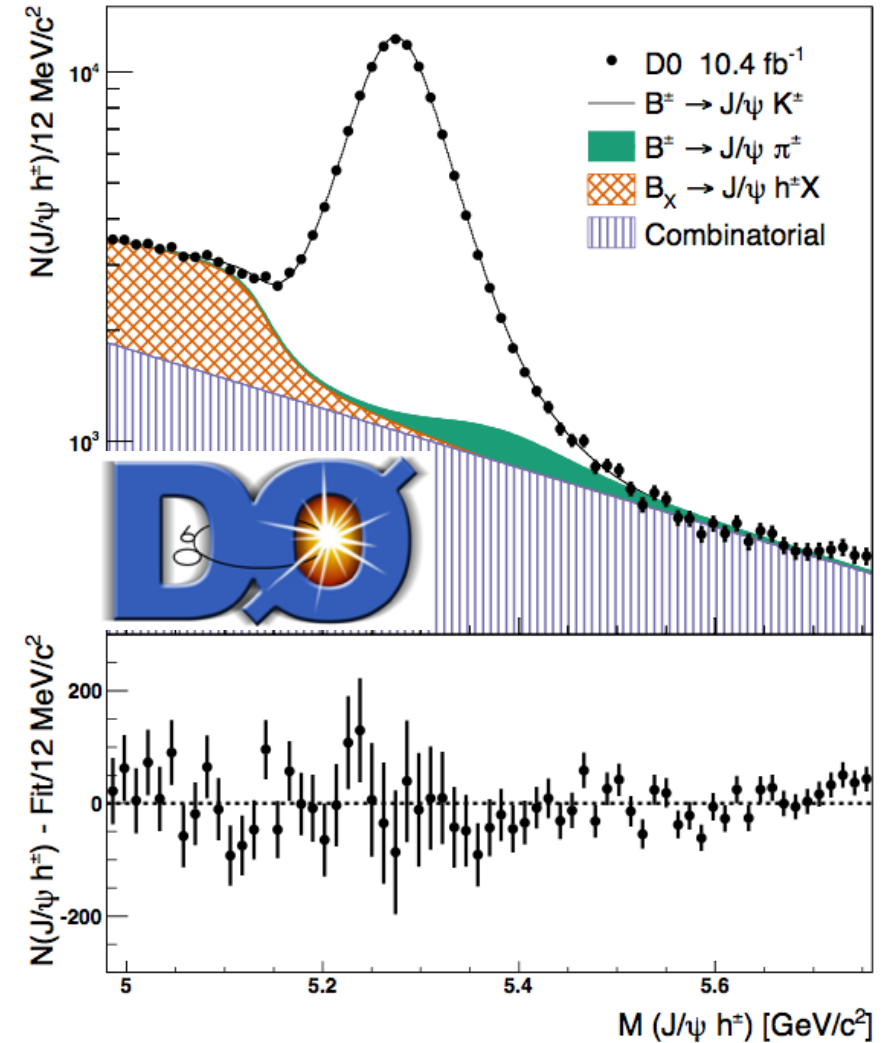 N(J/ψ h±)/12 MeV/c²
10⁴
10³
D0 10.4 fb⁻¹
B± → J/ψ K±
B± → J/ψ π±
Bₓ → J/ψ h±X
Combinatorial
DØ
N(J/ψ h±) - Fit/12 MeV/c²
200
0
-200
5
5.2
5.4
5.6
M (J/ψ h±) [GeV/c²]